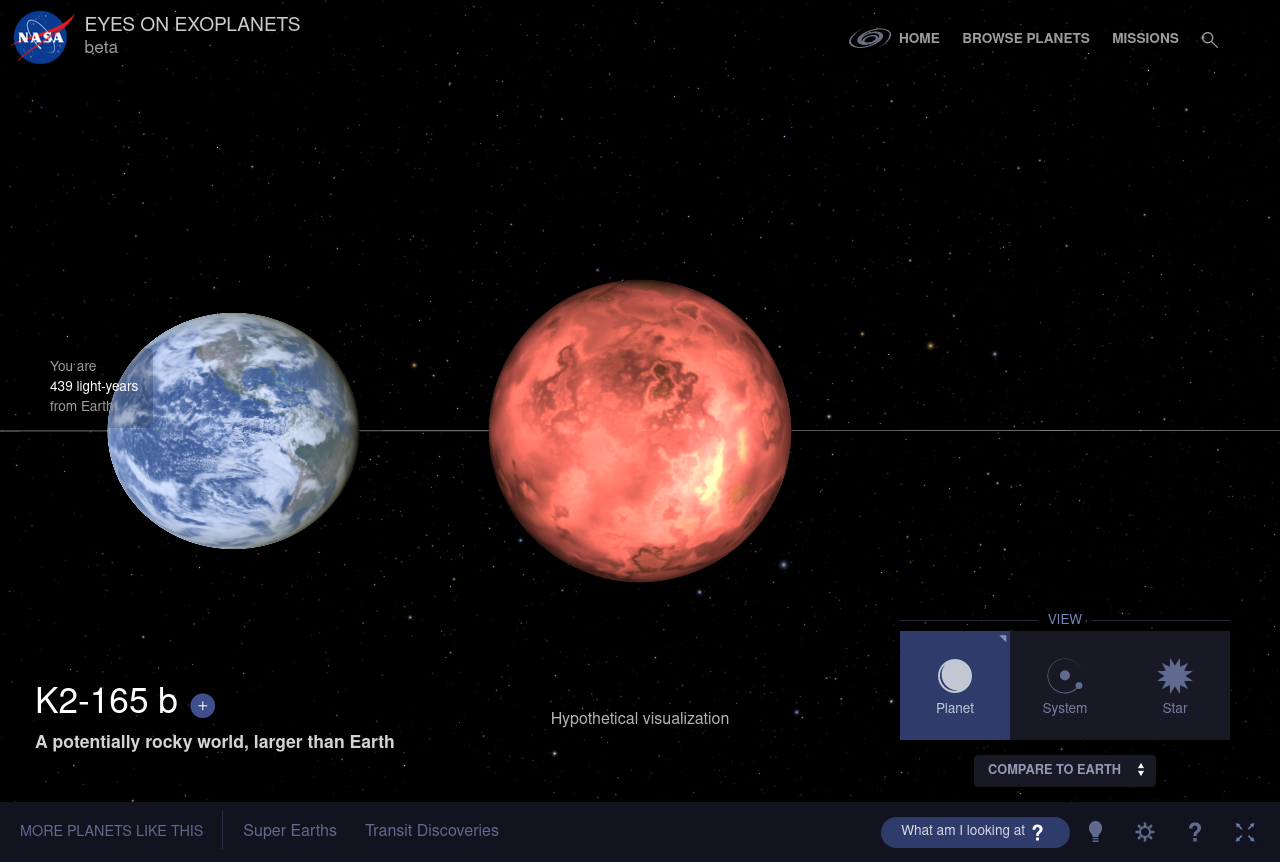 NASA
EYES ON EXOPLANETS
beta
HOME
BROWSE PLANETS
MISSIONS
You are
439 light-years
from Earth
VIEW
Planet
System
Star
COMPARE TO EARTH
K2-165 b +
A potentially rocky world, larger than Earth
Hypothetical visualization
MORE PLANETS LIKE THIS
Super Earths
Transit Discoveries
What am I looking at ?
?